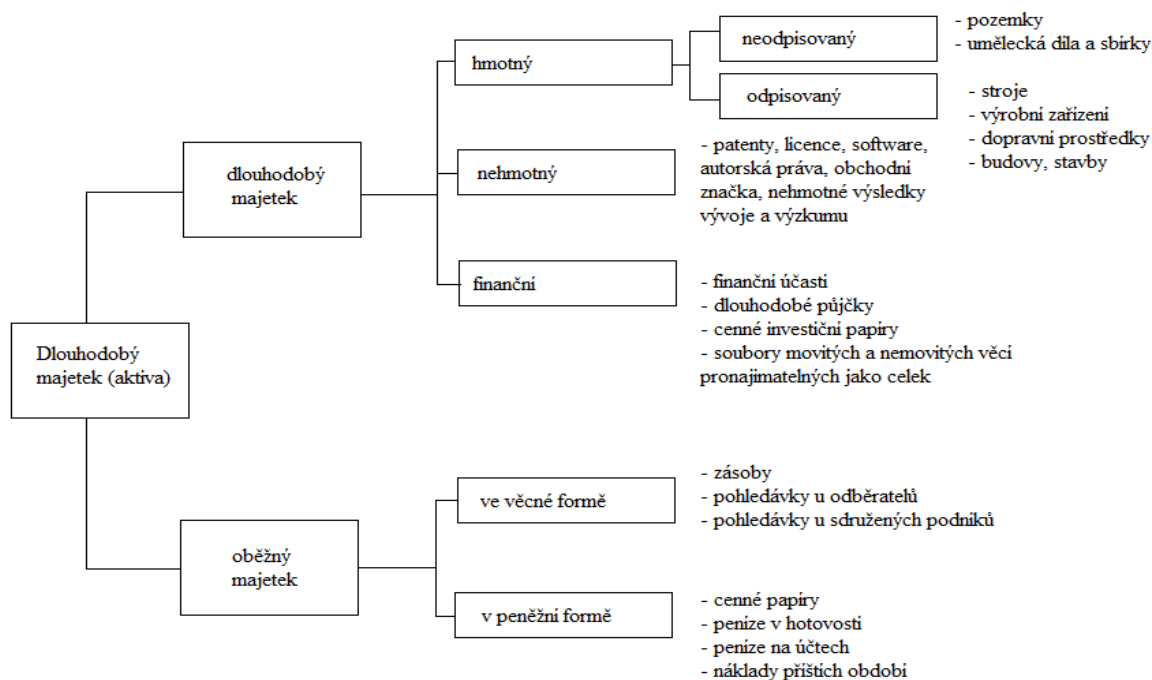 Dlouhodobý
majetek (aktiva)
dlouhodobý
majetek
hmotný
neodpisovaný
- pozemky
- umělecká díla a sbírky
odpisovaný
- stroje
- výrobní zařízení
- dopravní prostředky
- budovy, stavby
nehmotný
- patenty, licence, software,
autorská práva, obchodní
značka, nehmotné výsledky
vývoje a výzkumu
finanční
- finanční účasti
- dlouhodobé půjčky
- cenné investiční papíry
- soubory movitých a nemovitých věcí
pronajimatelných jako celek
oběžný
majetek
ve věcné formě
- zásoby
- pohledávky u odběratelů
- pohledávky u sdružených podniků
v peněžní formě
- cenné papíry
- peníze v hotovosti
- peníze na účtech
- náklady příštích období